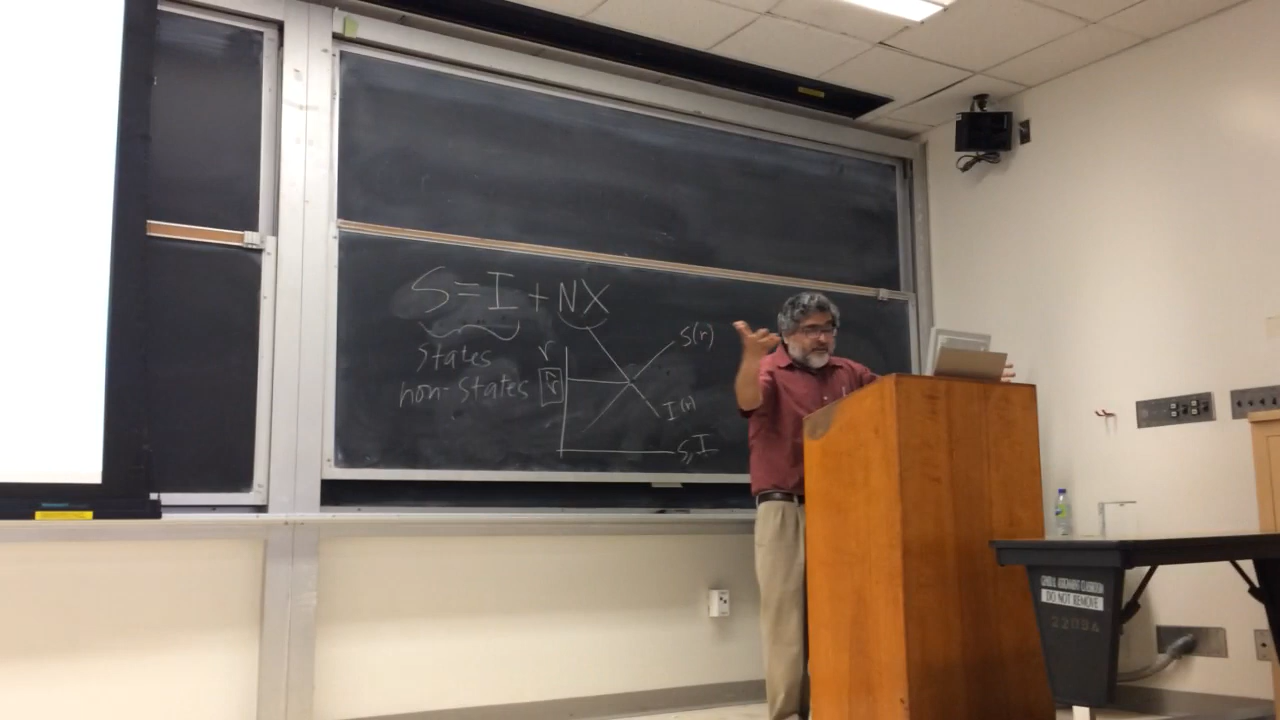 S = I + NX
States
non-States
r
S(r)
I(r)
S, I
DO NOT REMOVE